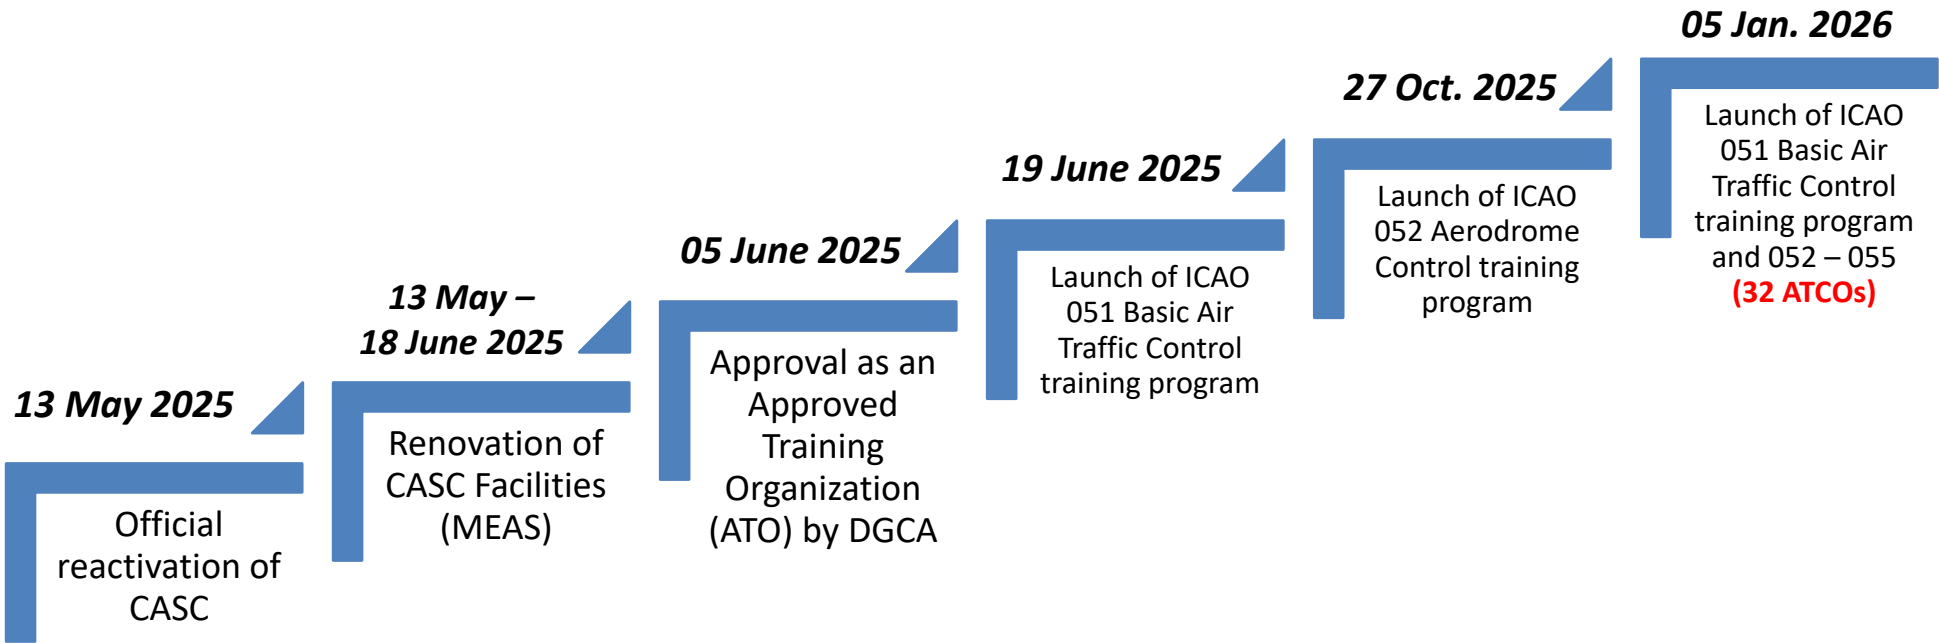 13 May 2025
Official
reactivation of
CASC
13 May –
18 June 2025
Renovation of
CASC Facilities
(MEAS)
05 June 2025
Approval as an
Approved
Training
Organization
(ATO) by DGCA
19 June 2025
Launch of ICAO
051 Basic Air
Traffic Control
training program
27 Oct. 2025
Launch of ICAO
052 Aerodrome
Control training
program
05 Jan. 2026
Launch of ICAO
051 Basic Air
Traffic Control
training program
and 052 – 055
(32 ATCOs)